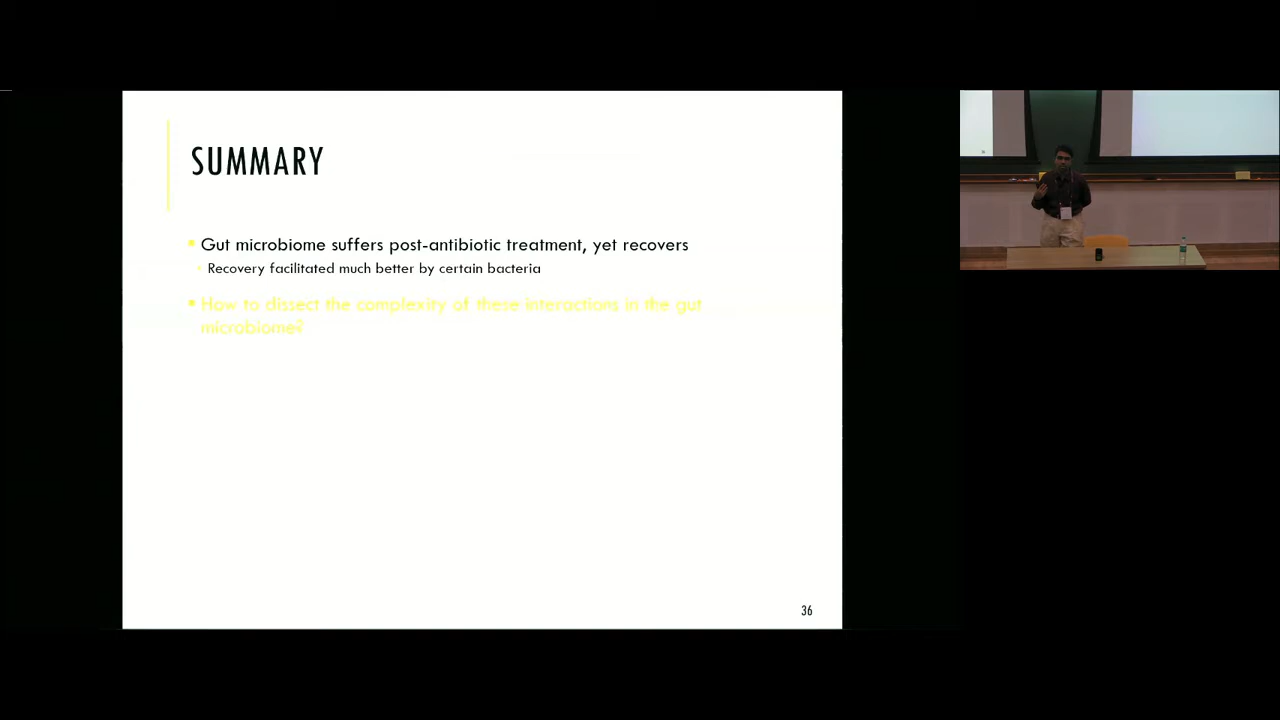 SUMMARY
Gut microbiome suffers post-antibiotic treatment, yet recovers
Recovery facilitated much better by certain bacteria
How to dissect the complexity of these interactions in the gut
microbiome?
36